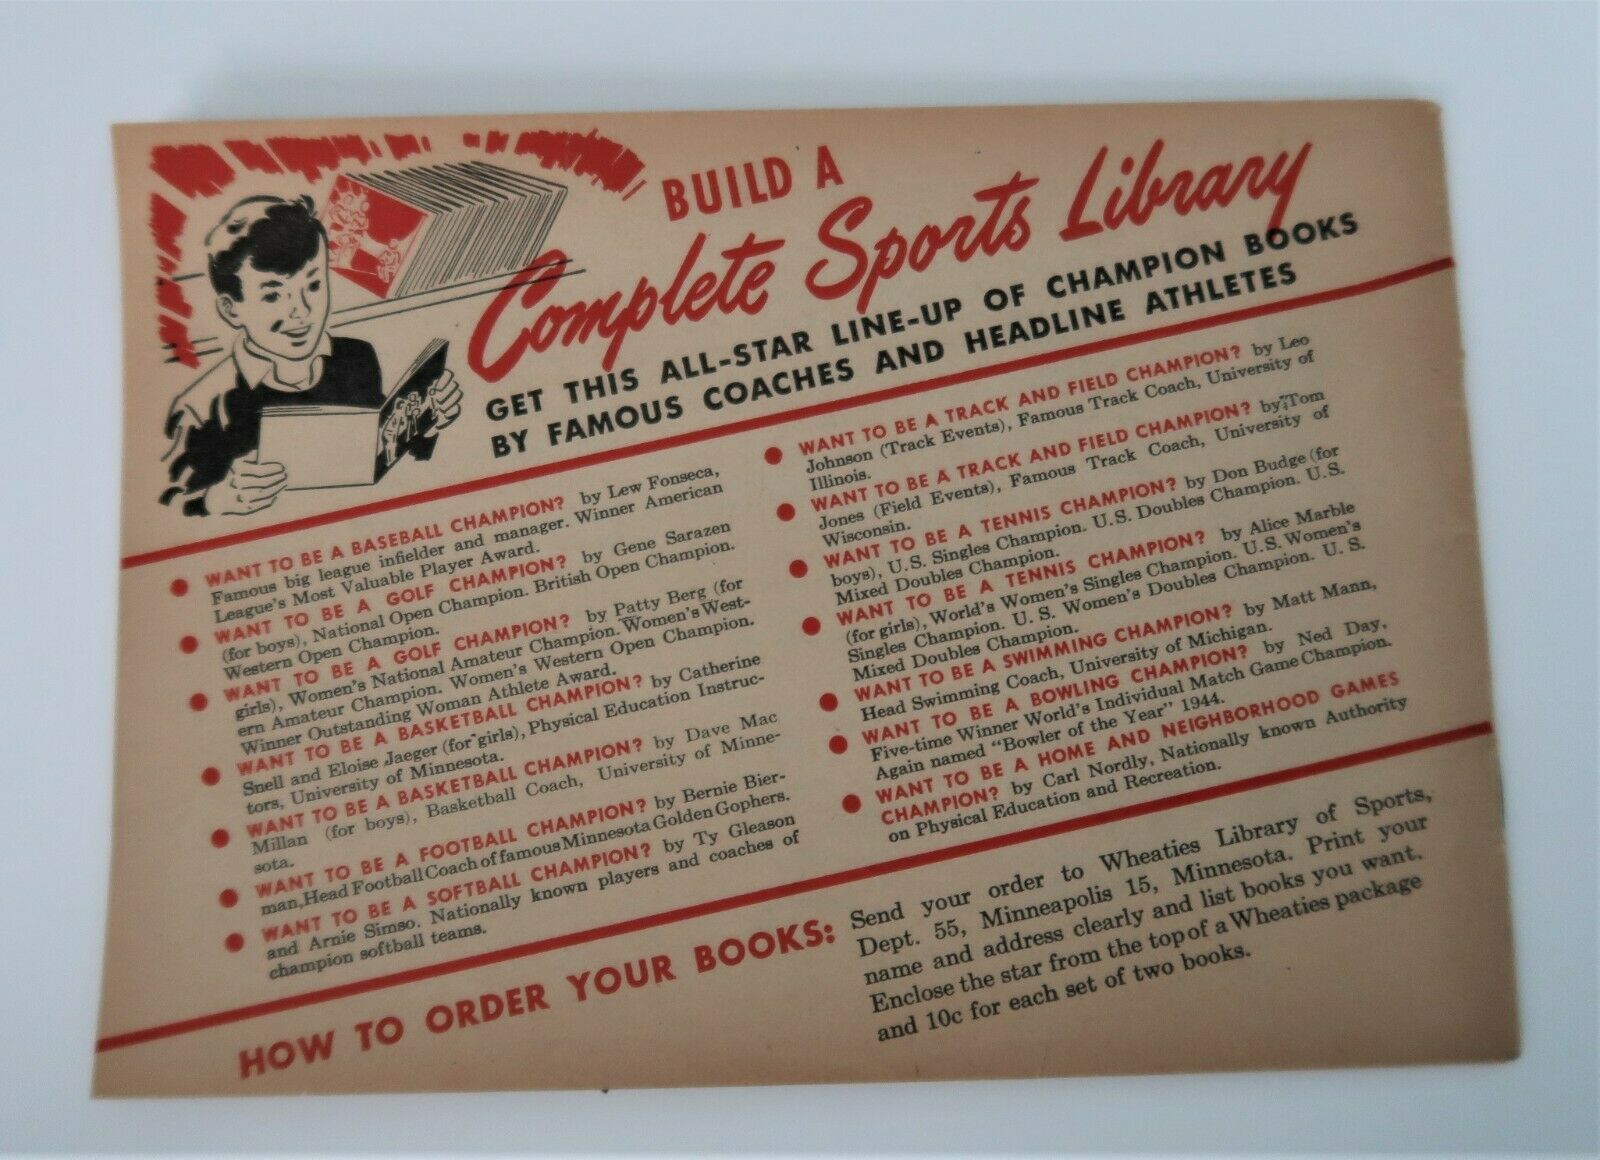 BUILD A
Complete Sports Library
GET THIS ALL-STAR LINE-UP OF CHAMPION BOOKS
BY FAMOUS COACHES AND HEADLINE ATHLETES
● WANT TO BE A BASEBALL CHAMPION? by Lew Fonseca,
Famous big league infielder and manager. Winner American
League's Most Valuable Player Award.
● WANT TO BE A GOLF CHAMPION? by Gene Sarazen
(for boys), National Open Champion. British Open Champion.
Western Open Champion.
● WANT TO BE A GOLF CHAMPION? by Patty Berg (for
girls), Women's National Amateur Champion. Women's West-
ern Amateur Champion. Women's Western Open Champion.
Winner Outstanding Woman Athlete Award.
● WANT TO BE A BASKETBALL CHAMPION? by Catherine
Snell and Eloise Jaeger (for girls), Physical Education Instruc-
tors, University of Minnesota.
● WANT TO BE A BASKETBALL CHAMPION? by Dave Mac
Millan (for boys), Basketball Coach, University of Minne-
sota.
● WANT TO BE A FOOTBALL CHAMPION? by Bernie Bier-
man, Head Football Coach of famous Minnesota Golden Gophers.
● WANT TO BE A SOFTBALL CHAMPION? by Ty Gleason
and Arnie Simso. Nationally known players and coaches of
champion softball teams.
● WANT TO BE A TRACK AND FIELD CHAMPION? by Leo
Johnson (Track Events), Famous Track Coach, University of
Illinois.
● WANT TO BE A TRACK AND FIELD CHAMPION? by Tom
Jones (Field Events), Famous Track Coach, University of
Wisconsin.
● WANT TO BE A TENNIS CHAMPION? by Don Budge (for
boys), U.S. Singles Champion. U.S. Doubles Champion. U.S.
Mixed Doubles Champion.
● WANT TO BE A TENNIS CHAMPION? by Alice Marble
(for girls), World's Women's Singles Champion. U.S. Women's
Singles Champion. U. S. Women's Doubles Champion. U. S.
Mixed Doubles Champion.
● WANT TO BE A SWIMMING CHAMPION? by Matt Mann,
Head Swimming Coach, University of Michigan.
● WANT TO BE A BOWLING CHAMPION? by Ned Day,
Five-time Winner World's Individual Match Game Champion.
Again named "Bowler of the Year" 1944.
● WANT TO BE A HOME AND NEIGHBORHOOD GAMES
CHAMPION? by Carl Nordly, Nationally known Authority
on Physical Education and Recreation.
HOW TO ORDER YOUR BOOKS:
Send your order to Wheaties Library of Sports,
Dept. 55, Minneapolis 15, Minnesota. Print your
name and address clearly and list books you want.
Enclose the star from the top of a Wheaties package
and 10c for each set of two books.